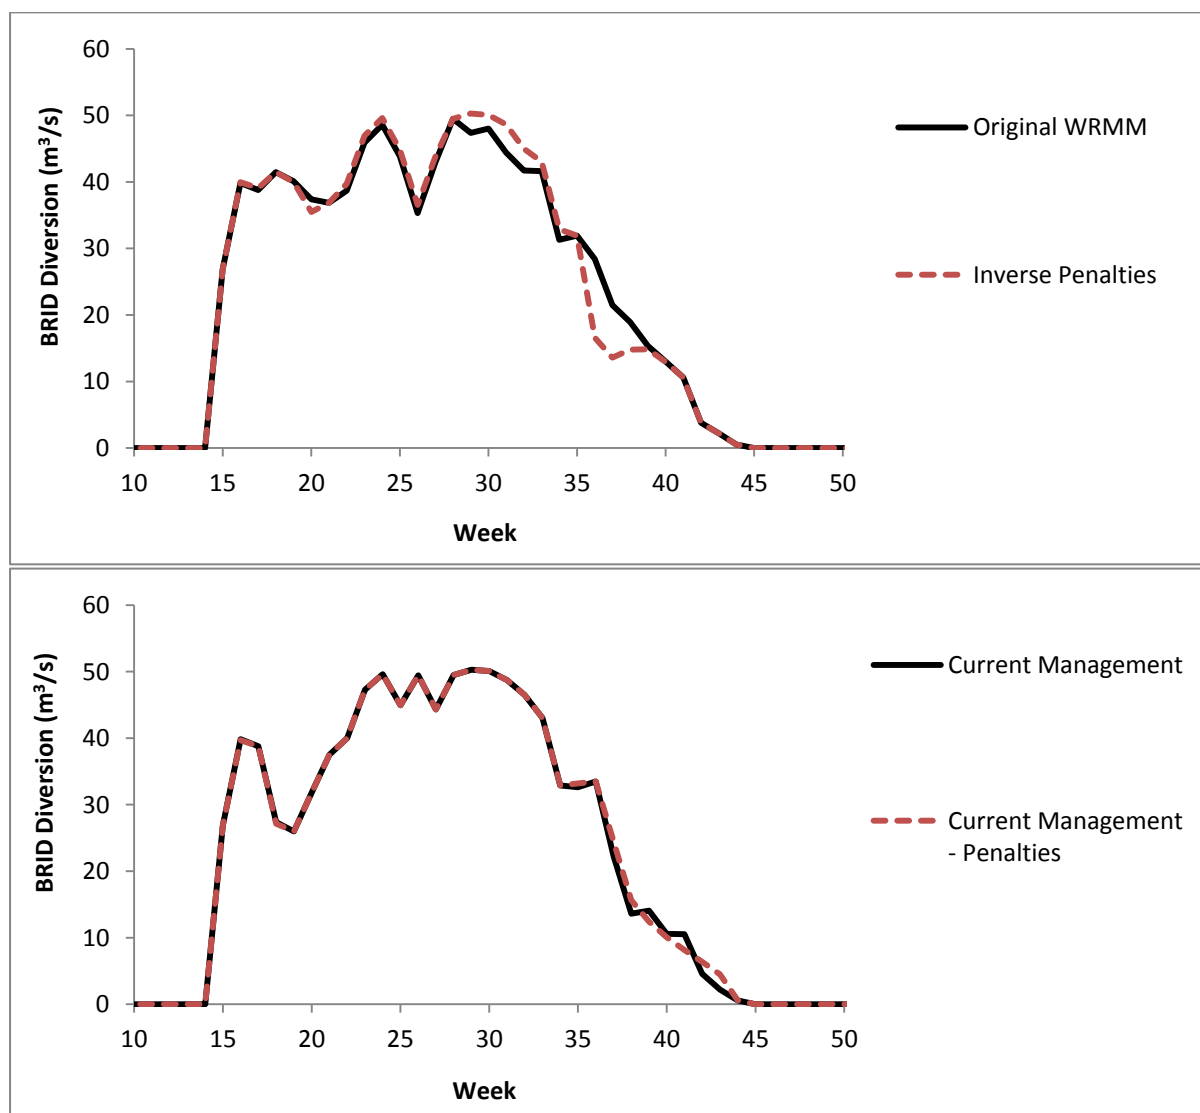 60
50
40
30
20
10
0
BRID Diversion (m³/s)
10 15 20 25 30 35 40 45 50
Week
Original WRMM
Inverse Penalties
60
50
40
30
20
10
0
BRID Diversion (m³/s)
10 15 20 25 30 35 40 45 50
Week
Current Management
Current Management
- Penalties